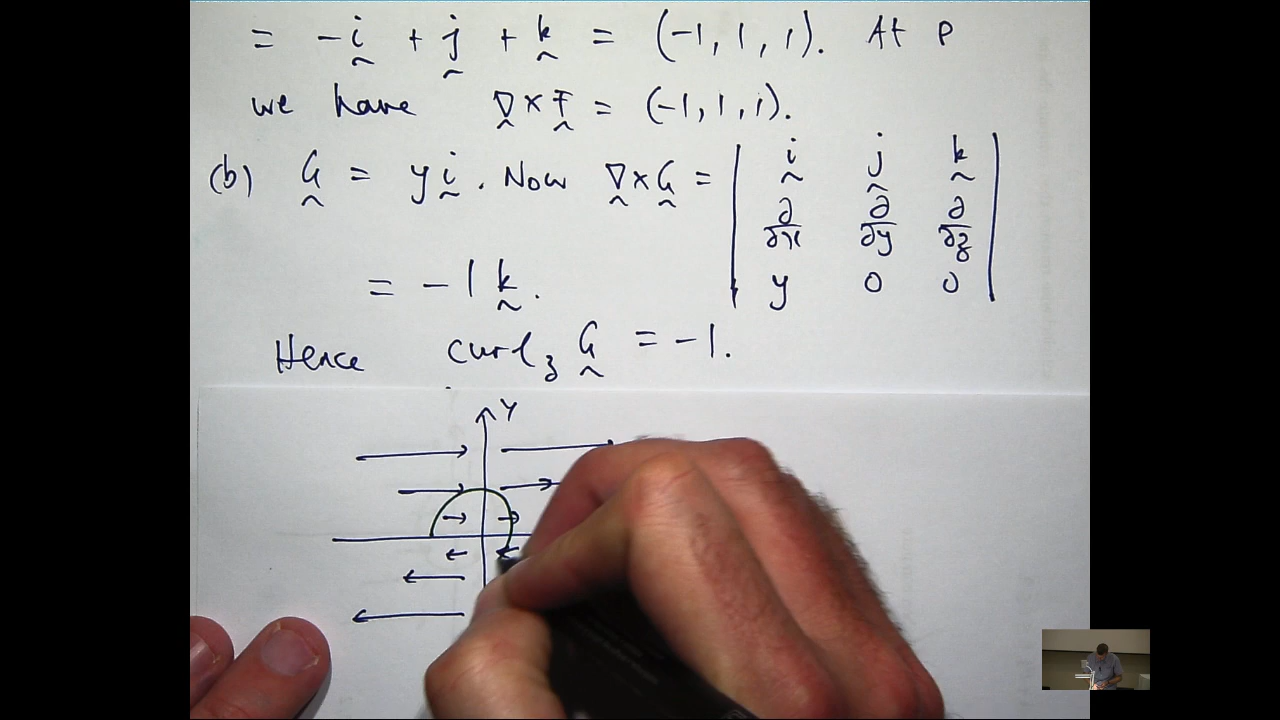 = -i + j + k = (-1, 1, 1). At P
we have ∇×F = (-1, 1, 1).
(b) G = y i. Now ∇×G = | i j k |
| ∂/∂x ∂/∂y ∂/∂z |
| y 0 0 |
= -1 k.
Hence curl_z G = -1.
Y